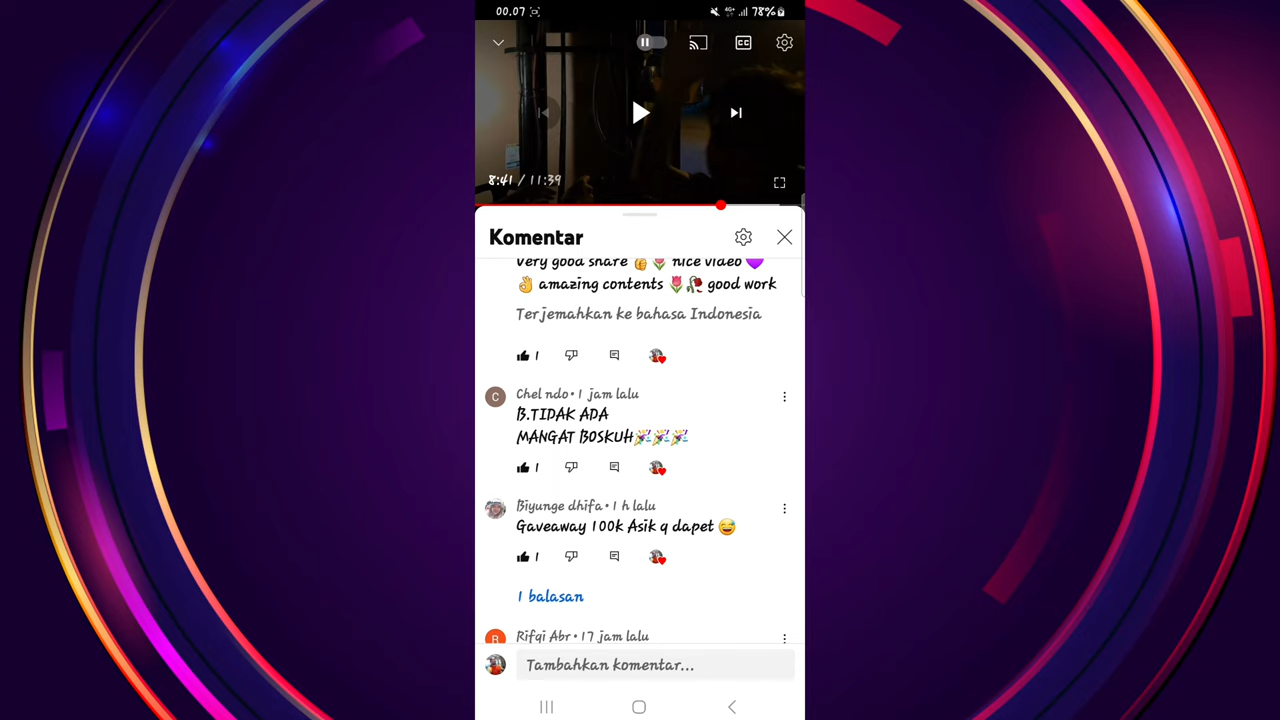 00.07 4G+ 78%
CC
8:41 / 11:39
Komentar
Very good share 👍🌷 nice video 💜
👌 amazing contents 🌷🥀 good work
Terjemahkan ke bahasa Indonesia
1
C Chel ndo • 1 jam lalu
B.TIDAK ADA
MANGAT BOSKUH🎉🎉🎉
1
Biyunge dhifa • 1 h lalu
Gaveaway 100k Asik q dapet 😅
1
1 balasan
R Rifqi Abr • 17 jam lalu
Tambahkan komentar...